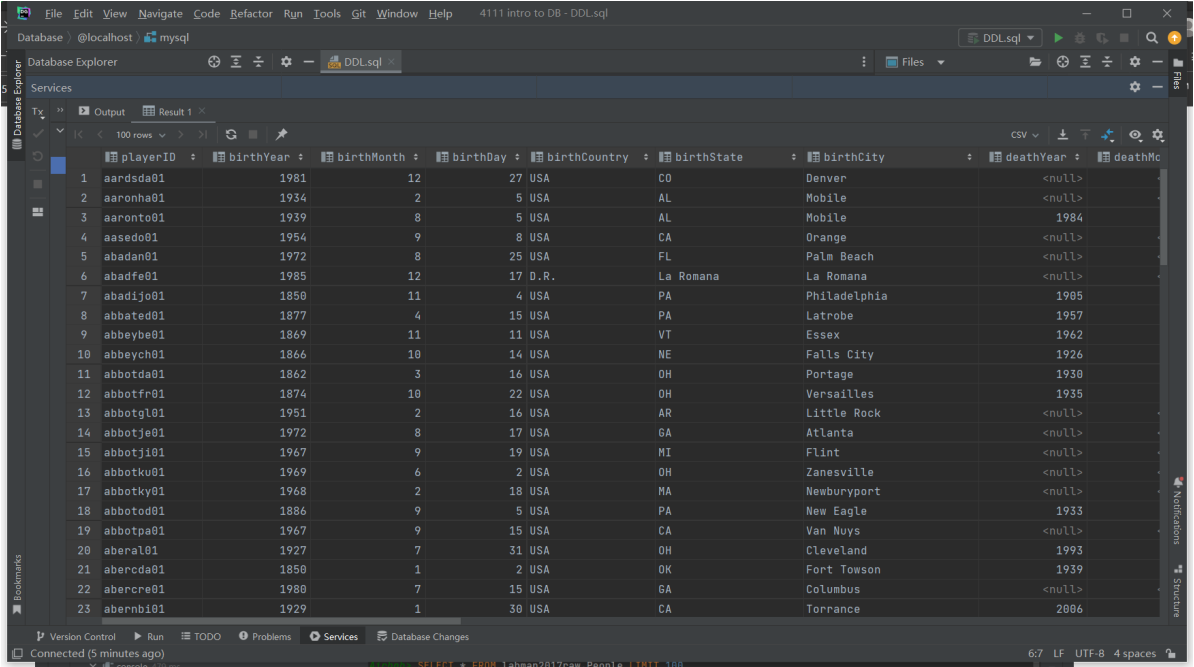 File Edit View Navigate Code Refactor Run Tools Git Window Help 4111 intro to DB - DDL.sql
Database @localhost mysql DDL.sql
Database Explorer DDL.sql Files
Services
Tx Output Result 1
100 rows CSV
playerID birthYear birthMonth birthDay birthCountry birthState birthCity deathYear deathMo
1 aardsda01 1981 12 27 USA CO Denver <null>
2 aaronha01 1934 2 5 USA AL Mobile <null>
3 aaronto01 1939 8 5 USA AL Mobile 1984
4 aasedo01 1954 9 8 USA CA Orange <null>
5 abadan01 1972 8 25 USA FL Palm Beach <null>
6 abadfe01 1985 12 17 D.R. La Romana La Romana <null>
7 abadijo01 1850 11 4 USA PA Philadelphia 1905
8 abbated01 1877 4 15 USA PA Latrobe 1957
9 abbeybe01 1869 11 11 USA VT Essex 1962
10 abbeych01 1866 10 14 USA NE Falls City 1926
11 abbotda01 1862 3 16 USA OH Portage 1930
12 abbotfr01 1874 10 22 USA OH Versailles 1935
13 abbotgl01 1951 2 16 USA AR Little Rock <null>
14 abbotje01 1972 8 17 USA GA Atlanta <null>
15 abbotji01 1967 9 19 USA MI Flint <null>
16 abbotku01 1969 6 2 USA OH Zanesville <null>
17 abbotky01 1968 2 18 USA MA Newburyport <null>
18 abbotod01 1886 9 5 USA PA New Eagle 1933
19 abbotpa01 1967 9 15 USA CA Van Nuys <null>
20 aberal01 1927 7 31 USA OH Cleveland 1993
21 abercda01 1850 1 2 USA OK Fort Towson 1939
22 abercre01 1980 7 15 USA GA Columbus <null>
23 abernbi01 1929 1 30 USA CA Torrance 2006
Database Explorer
Bookmarks
Files
Notifications
Structure
Version Control Run TODO Problems Services Database Changes
Connected (5 minutes ago) 6:7 LF UTF-8 4 spaces
console SELECT * FROM lahman2017raw.People LIMIT 100